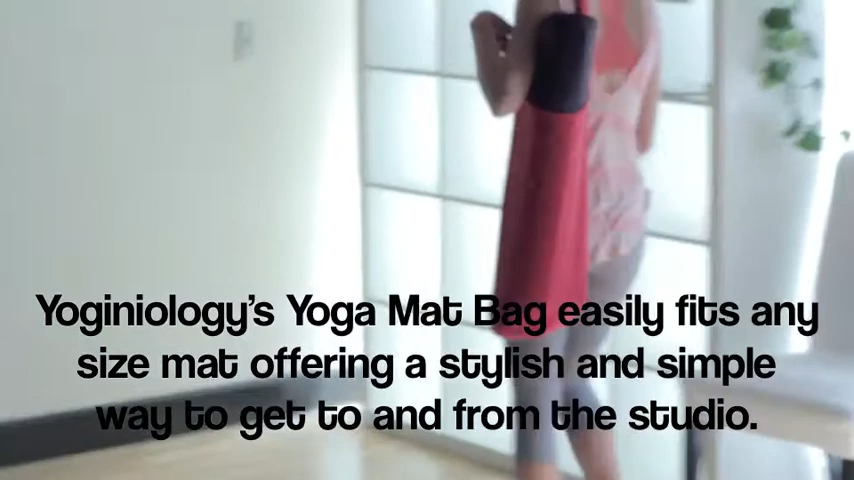 Yoginiology's Yoga Mat Bag easily fits any
size mat offering a stylish and simple
way to get to and from the studio.